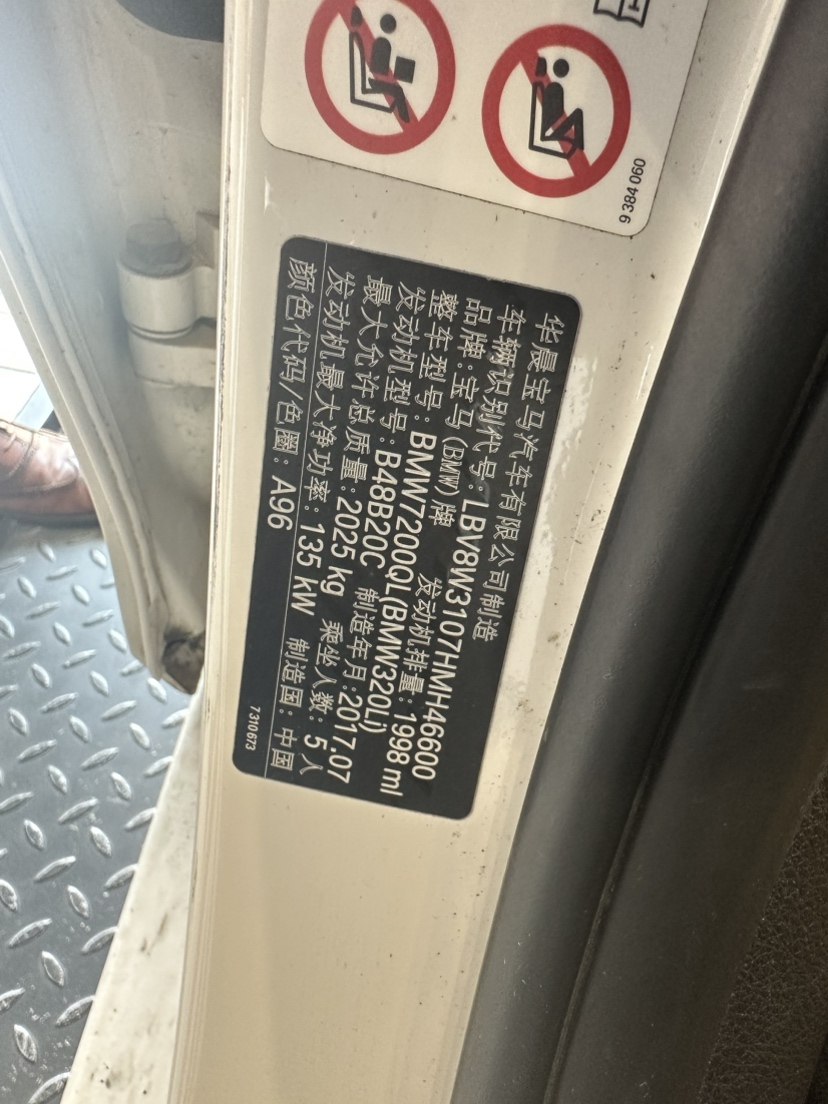 9 384 060
华晨宝马汽车有限公司制造
车辆识别代号:LBV8W3107HMH46600
品牌:宝马(BMW)牌 发动机排量:1998 ml
整车型号:BMW7200QL(BMW320Li)
发动机型号:B48B20C 制造年月:2017.07
最大允许总质量:2025 kg 乘坐人数:5人
发动机最大净功率:135 kW 制造国:中国
颜色代码/色圈:A96
7310673